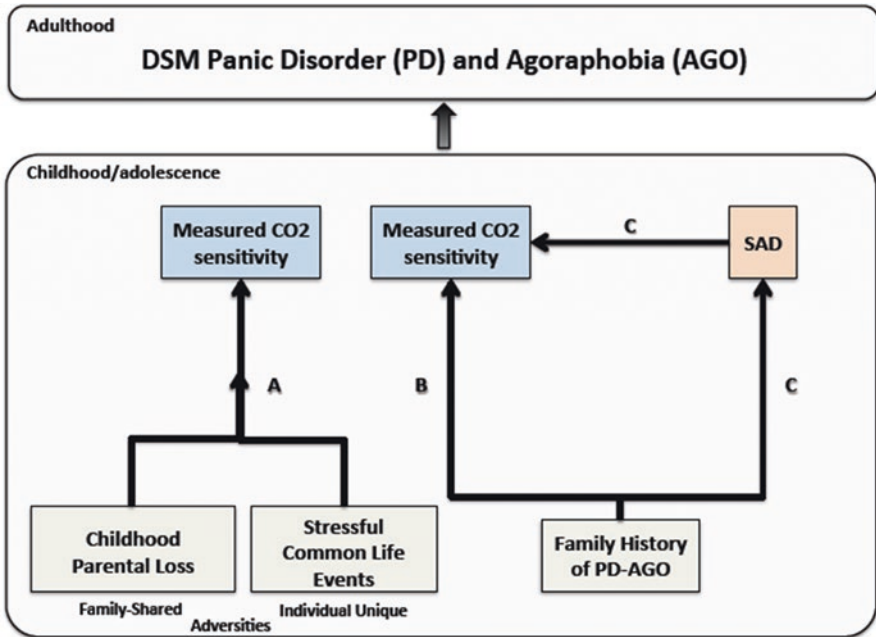 Adulthood
DSM Panic Disorder (PD) and Agoraphobia (AGO)
Childhood/adolescence
Measured CO2
sensitivity
Measured CO2
sensitivity
C
SAD
A
B
C
Childhood
Parental Loss
Stressful
Common Life
Events
Family History
of PD-AGO
Family-Shared
Individual Unique
Adversities